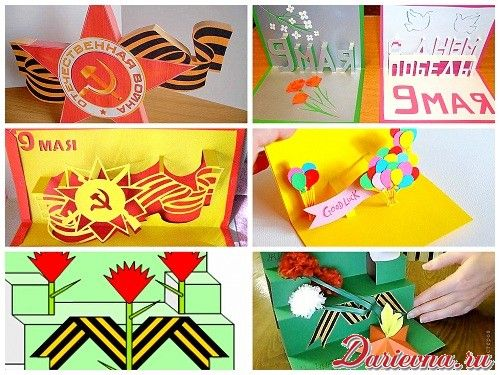 ОТЕЧЕСТВЕННАЯ ВОЙНА
9 МАЯ
С ДНЕМ
ПОБЕДЫ
9 МАЯ
9 МАЯ
GOOD LUCK
Darievna.ru